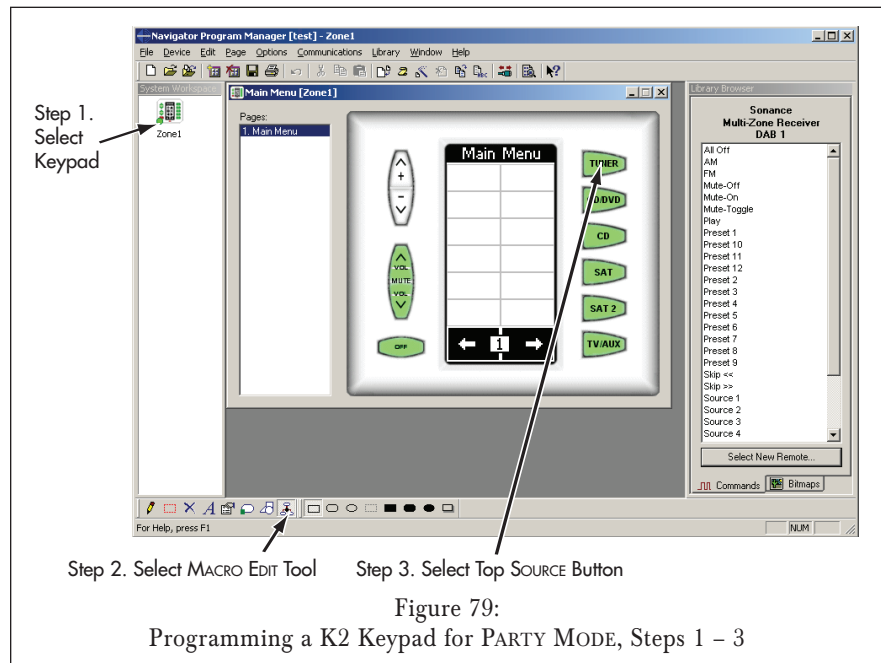 Navigator Program Manager [test] - Zone1
File Device Edit Page Options Communications Library Window Help
System Workspace
Zone1
Step 1.
Select
Keypad
Main Menu [Zone1]
Pages:
1. Main Menu
+
−
VOL
MUTE
VOL
OFF
Main Menu
1
TUNER
CD/DVD
CD
SAT
SAT 2
TV/AUX
Library Browser
Sonance
Multi-Zone Receiver
DAB 1
All Off
AM
FM
Mute-Off
Mute-On
Mute-Toggle
Play
Preset 1
Preset 10
Preset 11
Preset 12
Preset 2
Preset 3
Preset 4
Preset 5
Preset 6
Preset 7
Preset 8
Preset 9
Skip <<
Skip >>
Source 1
Source 2
Source 3
Source 4
Select New Remote...
Commands Bitmaps
For Help, press F1
NUM
Step 2. Select MACRO EDIT Tool
Step 3. Select Top SOURCE Button
Figure 79:
Programming a K2 Keypad for PARTY MODE, Steps 1 – 3